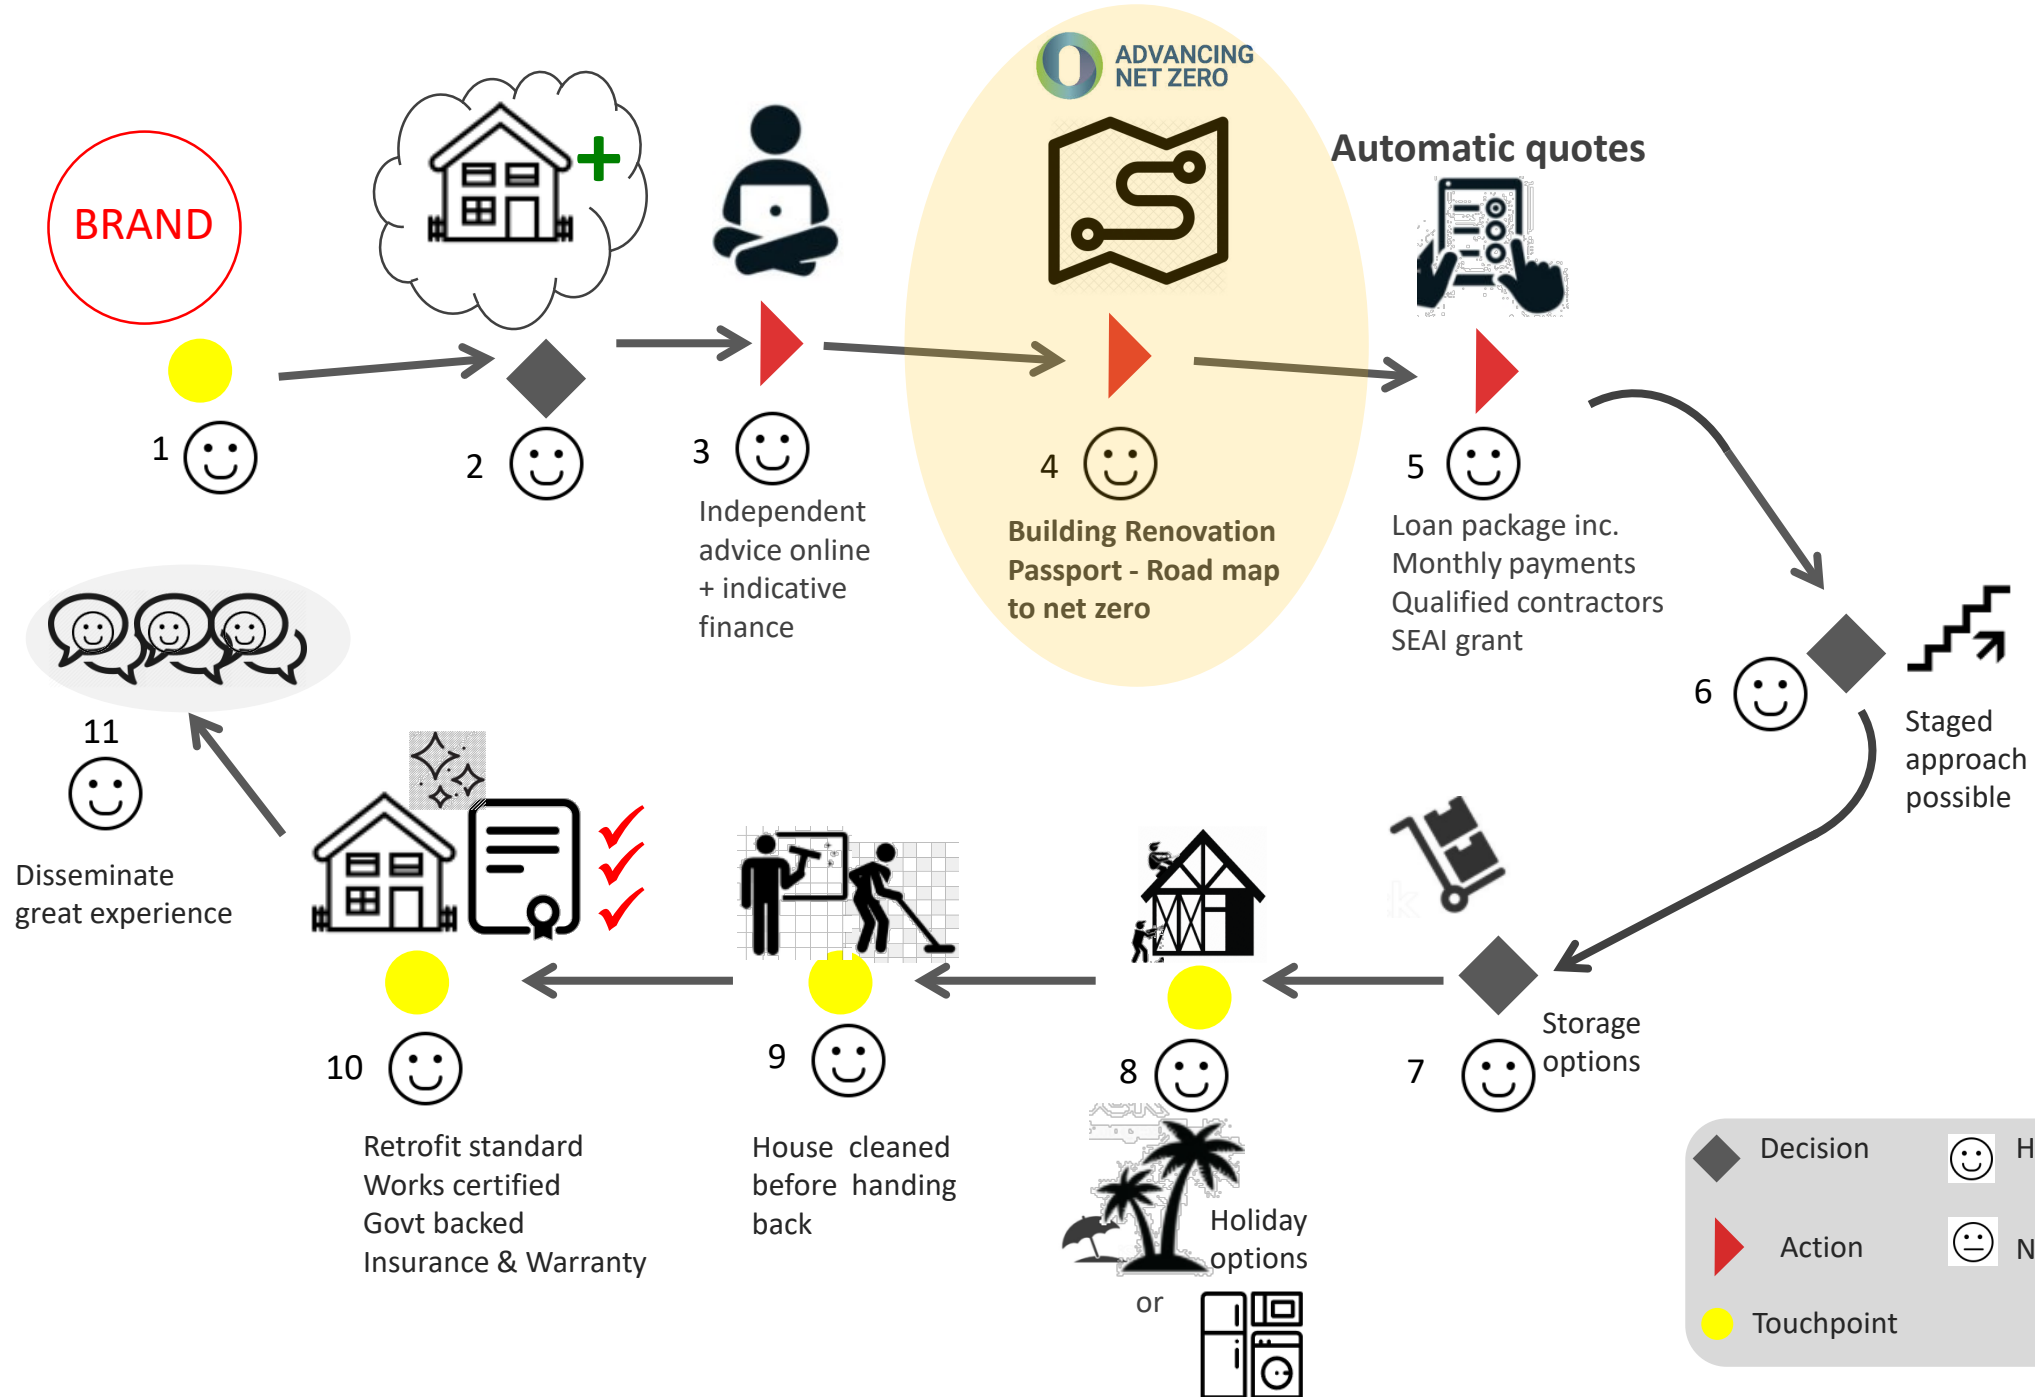 ADVANCING
NET ZERO
BRAND
Automatic quotes
1
2
3
Independent
advice online
+ indicative
finance
4
Building Renovation
Passport - Road map
to net zero
5
Loan package inc.
Monthly payments
Qualified contractors
SEAI grant
6
Staged
approach
possible
7
Storage
options
8
Holiday
options
or
9
House cleaned
before handing
back
10
Retrofit standard
Works certified
Govt backed
Insurance & Warranty
11
Disseminate
great experience
Decision
H
Action
N
Touchpoint